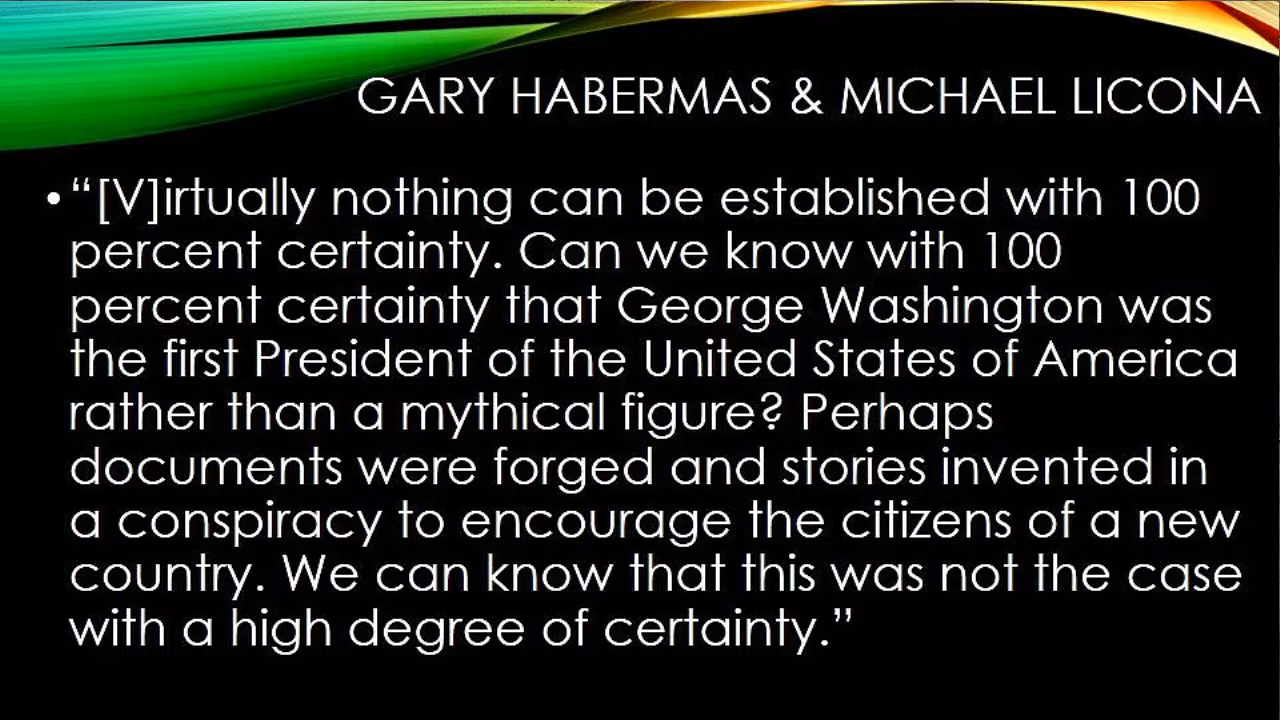 GARY HABERMAS & MICHAEL LICONA
• “[V]irtually nothing can be established with 100
percent certainty. Can we know with 100
percent certainty that George Washington was
the first President of the United States of America
rather than a mythical figure? Perhaps
documents were forged and stories invented in
a conspiracy to encourage the citizens of a new
country. We can know that this was not the case
with a high degree of certainty.”